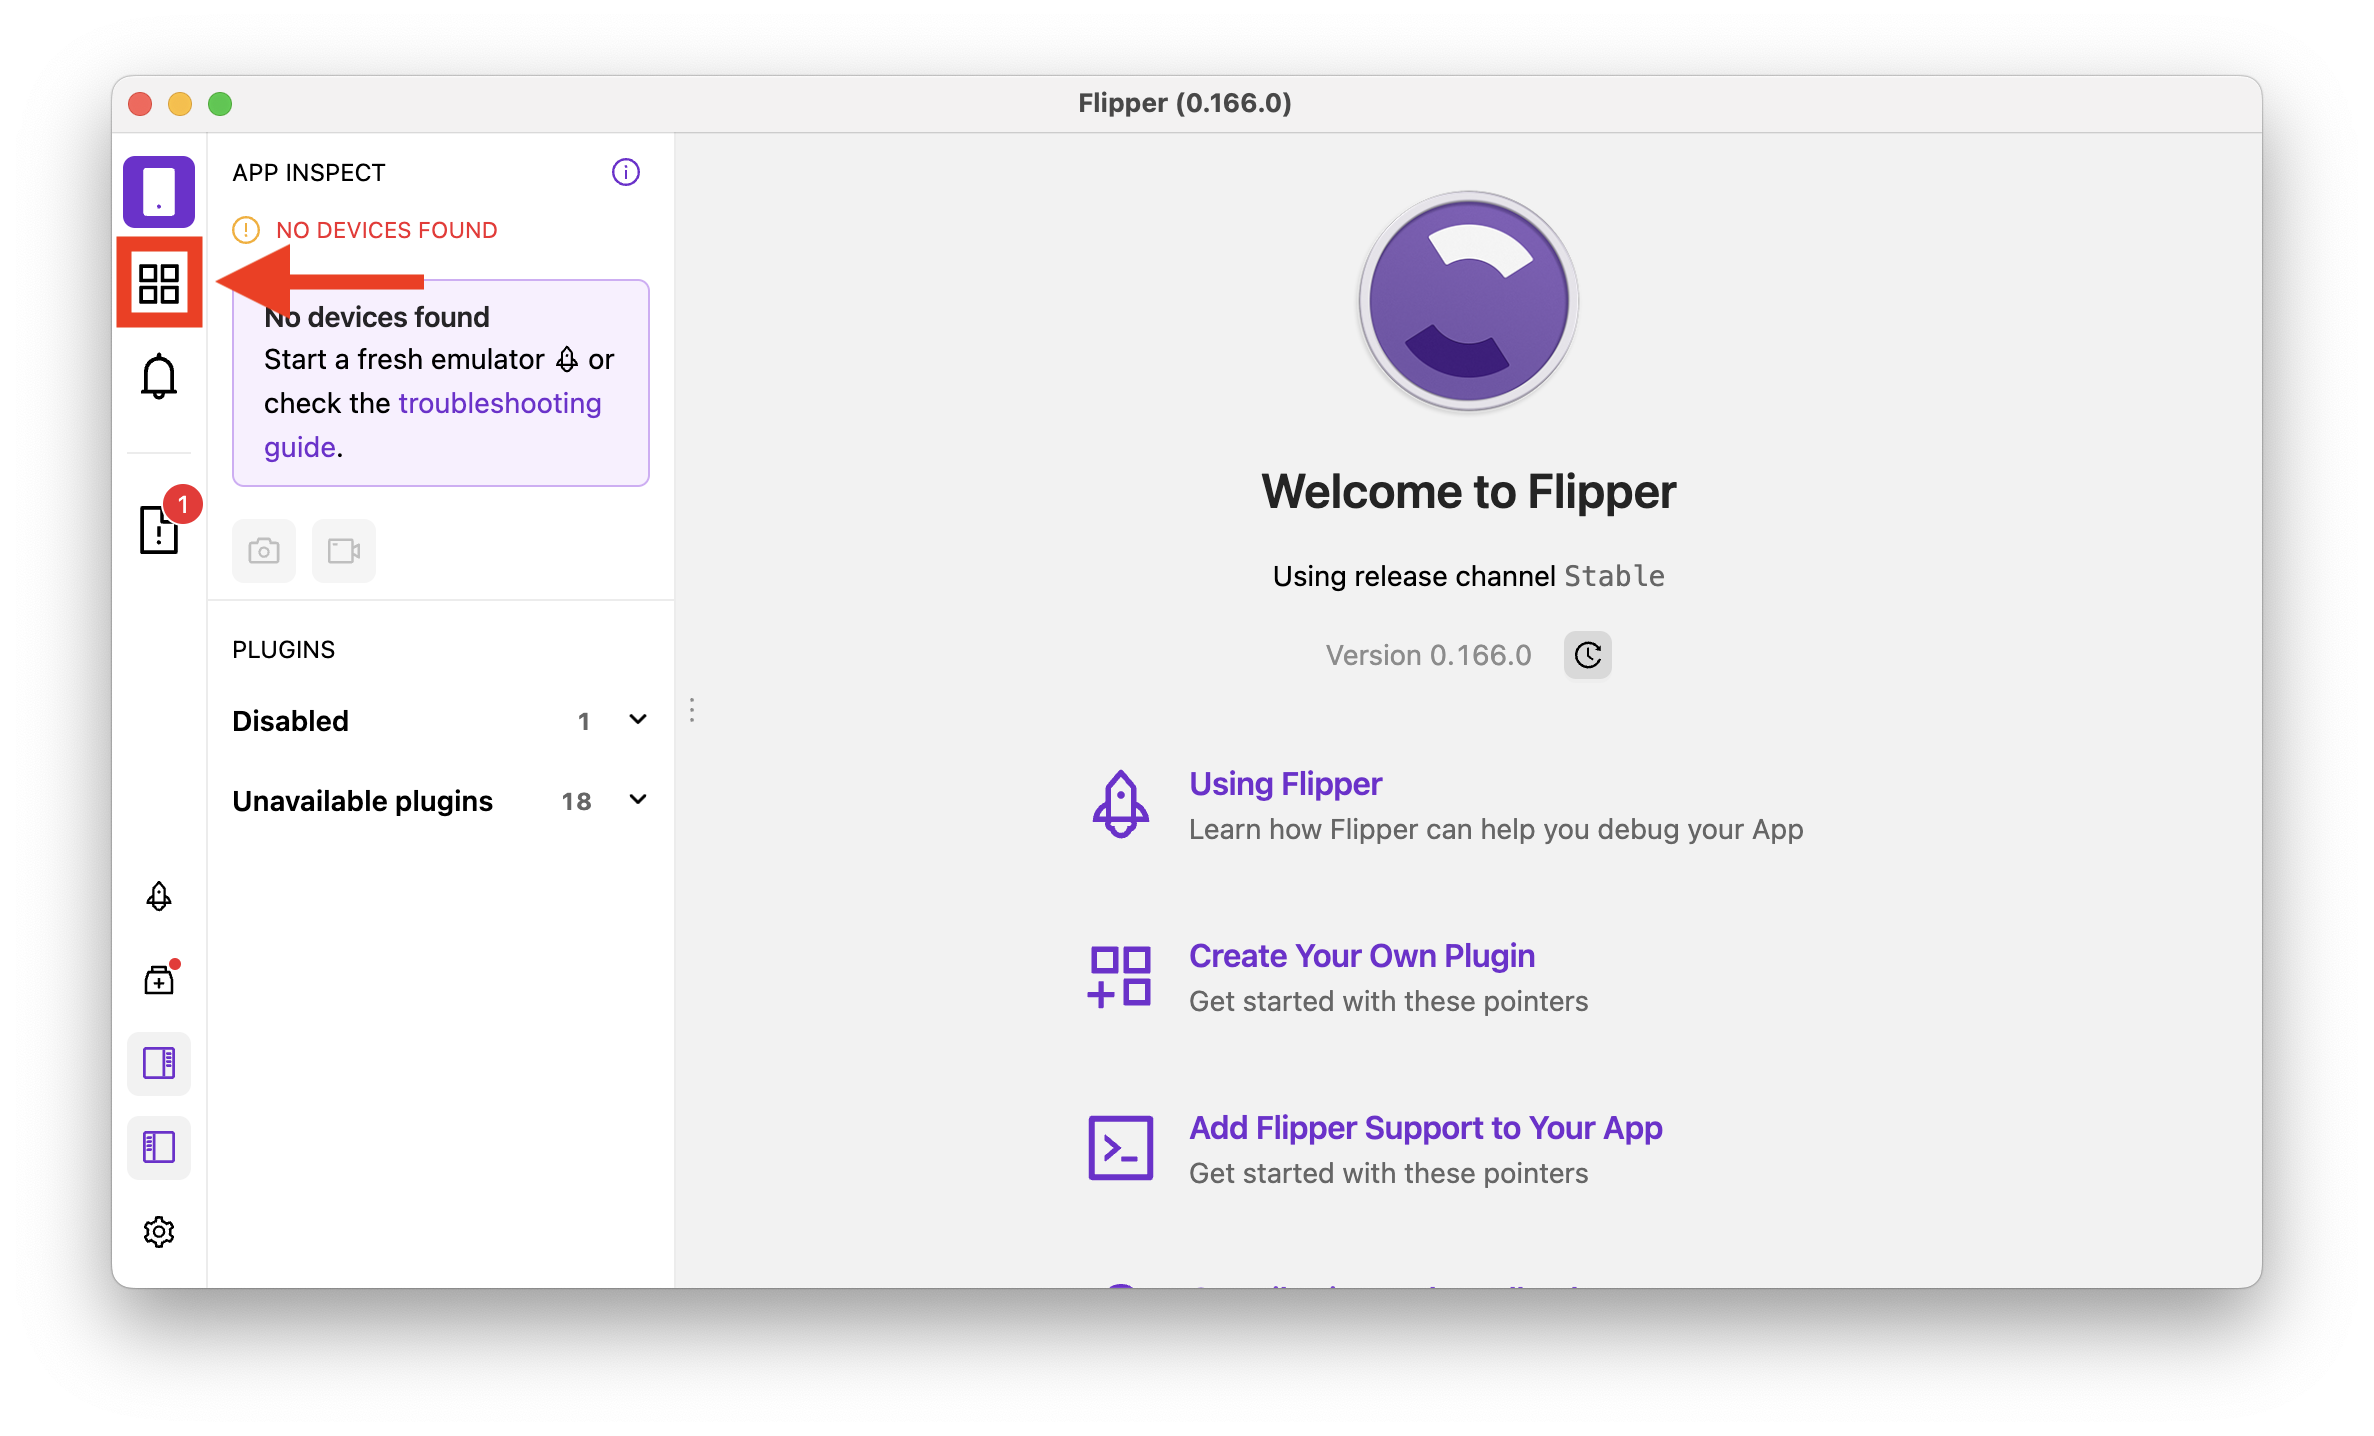 Flipper (0.166.0)
APP INSPECT
NO DEVICES FOUND
No devices found
Start a fresh emulator or
check the troubleshooting
guide.
1
PLUGINS
Disabled 1
Unavailable plugins 18
Welcome to Flipper
Using release channel Stable
Version 0.166.0
Using Flipper
Learn how Flipper can help you debug your App
Create Your Own Plugin
Get started with these pointers
Add Flipper Support to Your App
Get started with these pointers